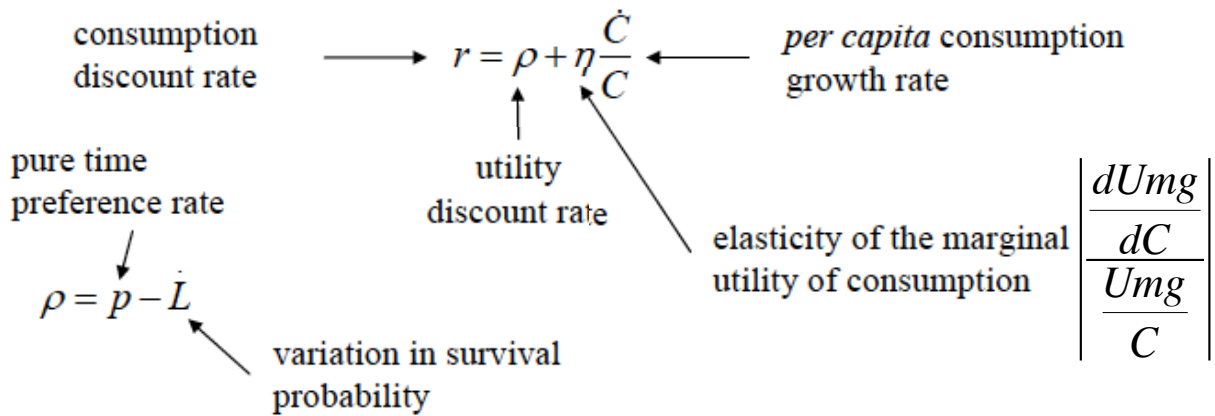 consumption
discount rate
r = ρ + η Ċ/C
per capita consumption
growth rate
pure time
preference rate
utility
discount rate
elasticity of the marginal
utility of consumption
|(dUmg/dC)/(Umg/C)|
ρ = p − L̇
variation in survival
probability